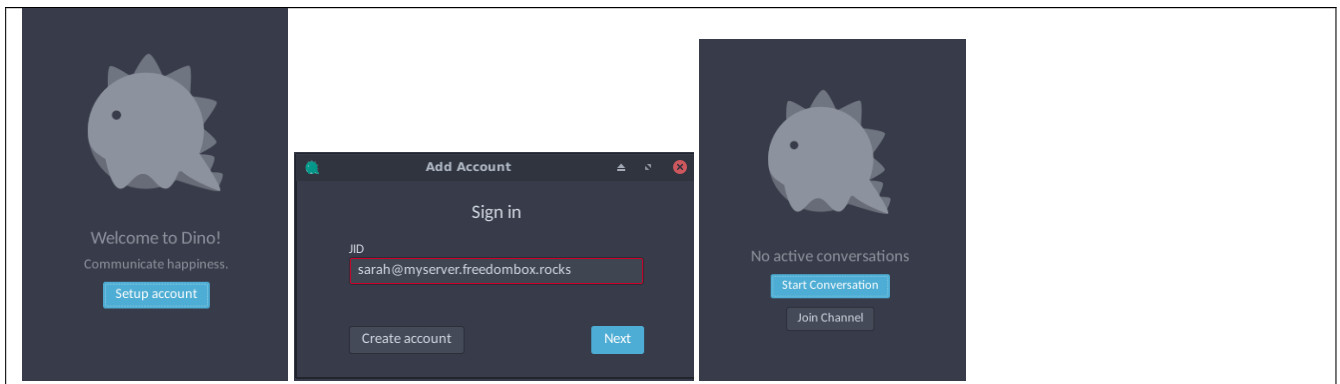 Welcome to Dino!
Communicate happiness.
Setup account
Add Account
Sign in
JID
sarah@myserver.freedombox.rocks
Create account
Next
No active conversations
Start Conversation
Join Channel